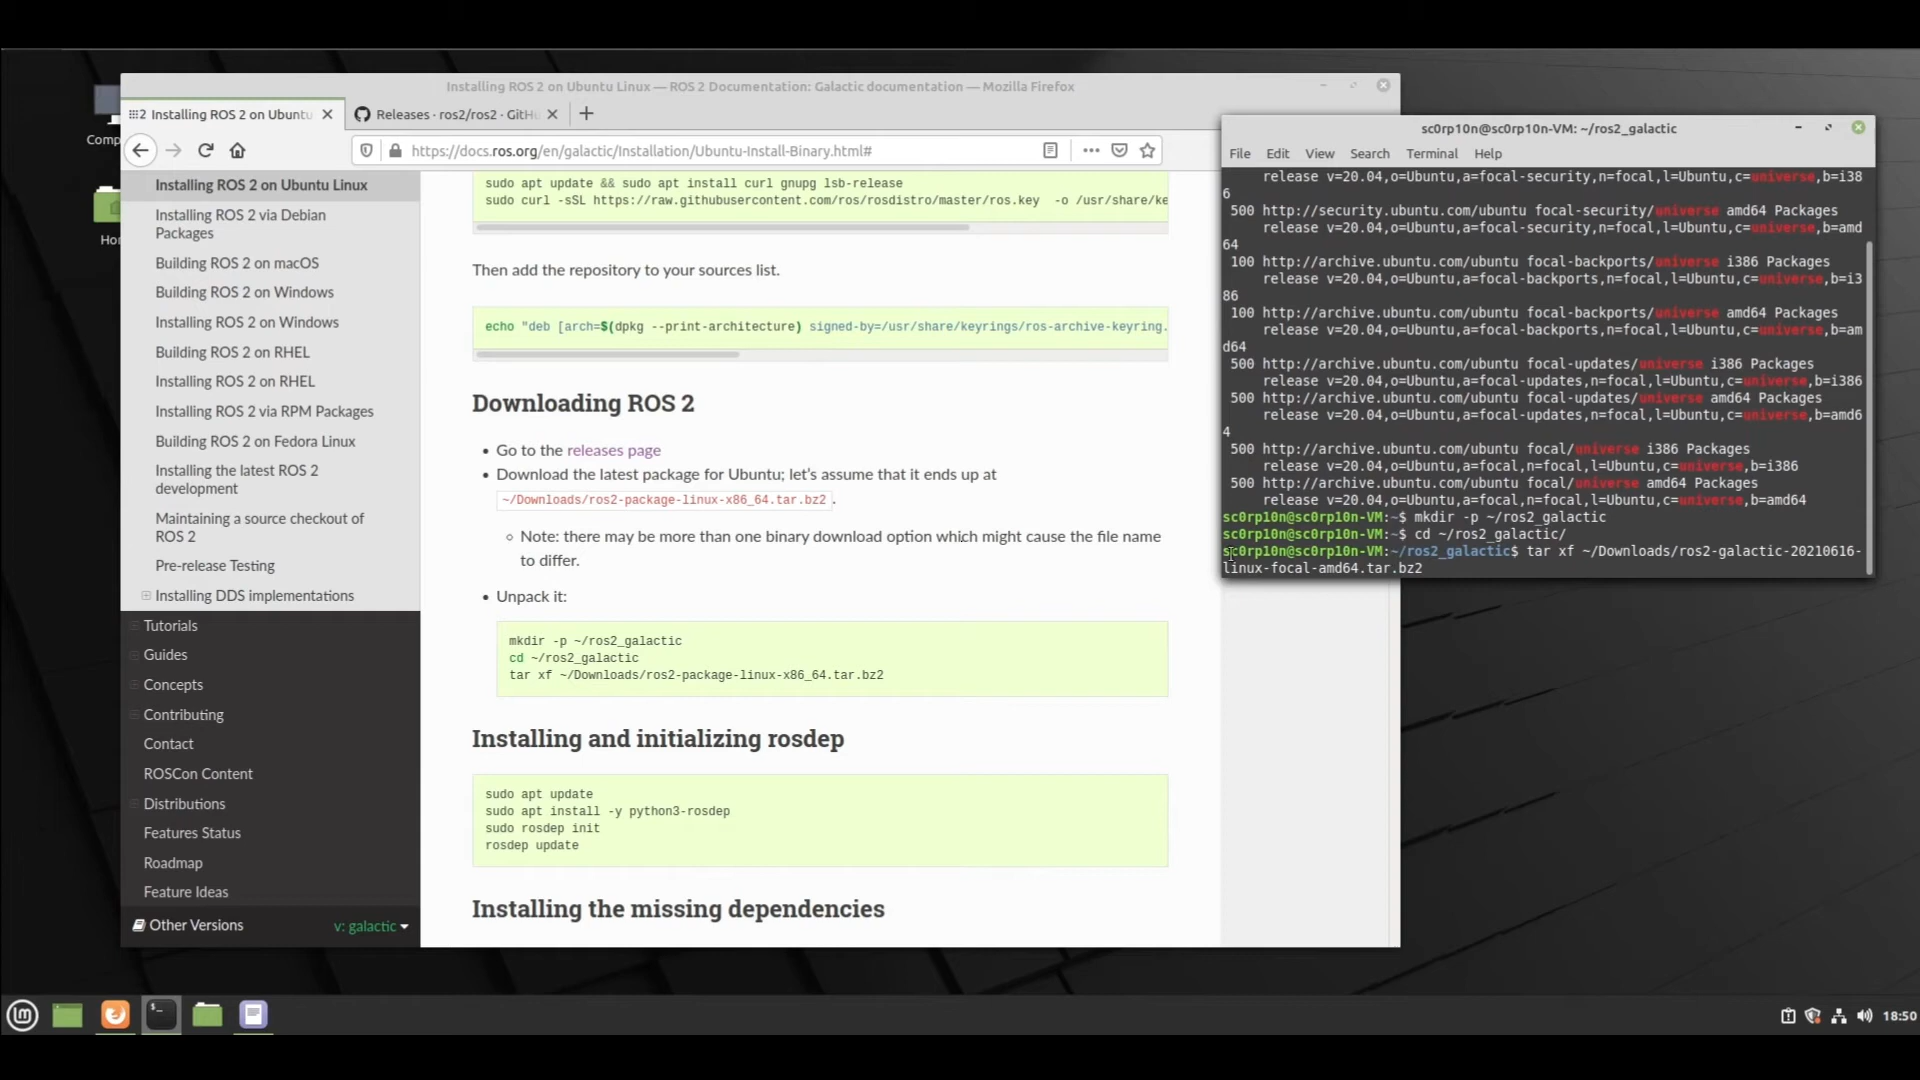 Installing ROS 2 on Ubuntu Linux — ROS 2 Documentation: Galactic documentation — Mozilla Firefox
Installing ROS 2 on Ubuntu
Releases · ros2/ros2 · GitH
https://docs.ros.org/en/galactic/Installation/Ubuntu-Install-Binary.html#
Installing ROS 2 on Ubuntu Linux
Installing ROS 2 via Debian
Packages
Building ROS 2 on macOS
Building ROS 2 on Windows
Installing ROS 2 on Windows
Building ROS 2 on RHEL
Installing ROS 2 on RHEL
Installing ROS 2 via RPM Packages
Building ROS 2 on Fedora Linux
Installing the latest ROS 2
development
Maintaining a source checkout of
ROS 2
Pre-release Testing
Installing DDS implementations
Tutorials
Guides
Concepts
Contributing
Contact
ROSCon Content
Distributions
Features Status
Roadmap
Feature Ideas
Other Versions
v: galactic
sudo apt update && sudo apt install curl gnupg lsb-release
sudo curl -sSL https://raw.githubusercontent.com/ros/rosdistro/master/ros.key -o /usr/share/ke
Then add the repository to your sources list.
echo "deb [arch=$(dpkg --print-architecture) signed-by=/usr/share/keyrings/ros-archive-keyring.
Downloading ROS 2
• Go to the releases page
• Download the latest package for Ubuntu; let's assume that it ends up at
~/Downloads/ros2-package-linux-x86_64.tar.bz2 .
Note: there may be more than one binary download option which might cause the file name
to differ.
• Unpack it:
mkdir -p ~/ros2_galactic
cd ~/ros2_galactic
tar xf ~/Downloads/ros2-package-linux-x86_64.tar.bz2
Installing and initializing rosdep
sudo apt update
sudo apt install -y python3-rosdep
sudo rosdep init
rosdep update
Installing the missing dependencies
Comp
Ho
sc0rp10n@sc0rp10n-VM: ~/ros2_galactic
File Edit View Search Terminal Help
release v=20.04,o=Ubuntu,a=focal-security,n=focal,l=Ubuntu,c=universe,b=i38
6
500 http://security.ubuntu.com/ubuntu focal-security/universe amd64 Packages
release v=20.04,o=Ubuntu,a=focal-security,n=focal,l=Ubuntu,c=universe,b=amd
64
100 http://archive.ubuntu.com/ubuntu focal-backports/universe i386 Packages
release v=20.04,o=Ubuntu,a=focal-backports,n=focal,l=Ubuntu,c=universe,b=i3
86
100 http://archive.ubuntu.com/ubuntu focal-backports/universe amd64 Packages
release v=20.04,o=Ubuntu,a=focal-backports,n=focal,l=Ubuntu,c=universe,b=am
d64
500 http://archive.ubuntu.com/ubuntu focal-updates/universe i386 Packages
release v=20.04,o=Ubuntu,a=focal-updates,n=focal,l=Ubuntu,c=universe,b=i386
500 http://archive.ubuntu.com/ubuntu focal-updates/universe amd64 Packages
release v=20.04,o=Ubuntu,a=focal-updates,n=focal,l=Ubuntu,c=universe,b=amd6
4
500 http://archive.ubuntu.com/ubuntu focal/universe i386 Packages
release v=20.04,o=Ubuntu,a=focal,n=focal,l=Ubuntu,c=universe,b=i386
500 http://archive.ubuntu.com/ubuntu focal/universe amd64 Packages
release v=20.04,o=Ubuntu,a=focal,n=focal,l=Ubuntu,c=universe,b=amd64
sc0rp10n@sc0rp10n-VM:~$ mkdir -p ~/ros2_galactic
sc0rp10n@sc0rp10n-VM:~$ cd ~/ros2_galactic/
sc0rp10n@sc0rp10n-VM:~/ros2_galactic$ tar xf ~/Downloads/ros2-galactic-20210616-
linux-focal-amd64.tar.bz2
18:50